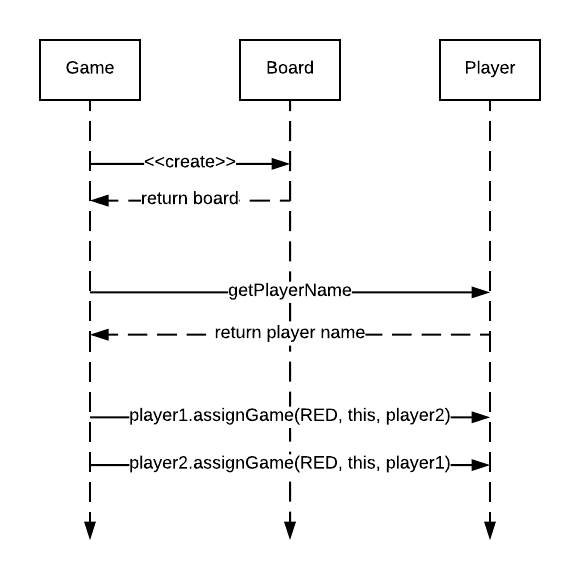 Game
Board
Player
<<create>>
return board
getPlayerName
return player name
player1.assignGame(RED, this, player2)
player2.assignGame(RED, this, player1)